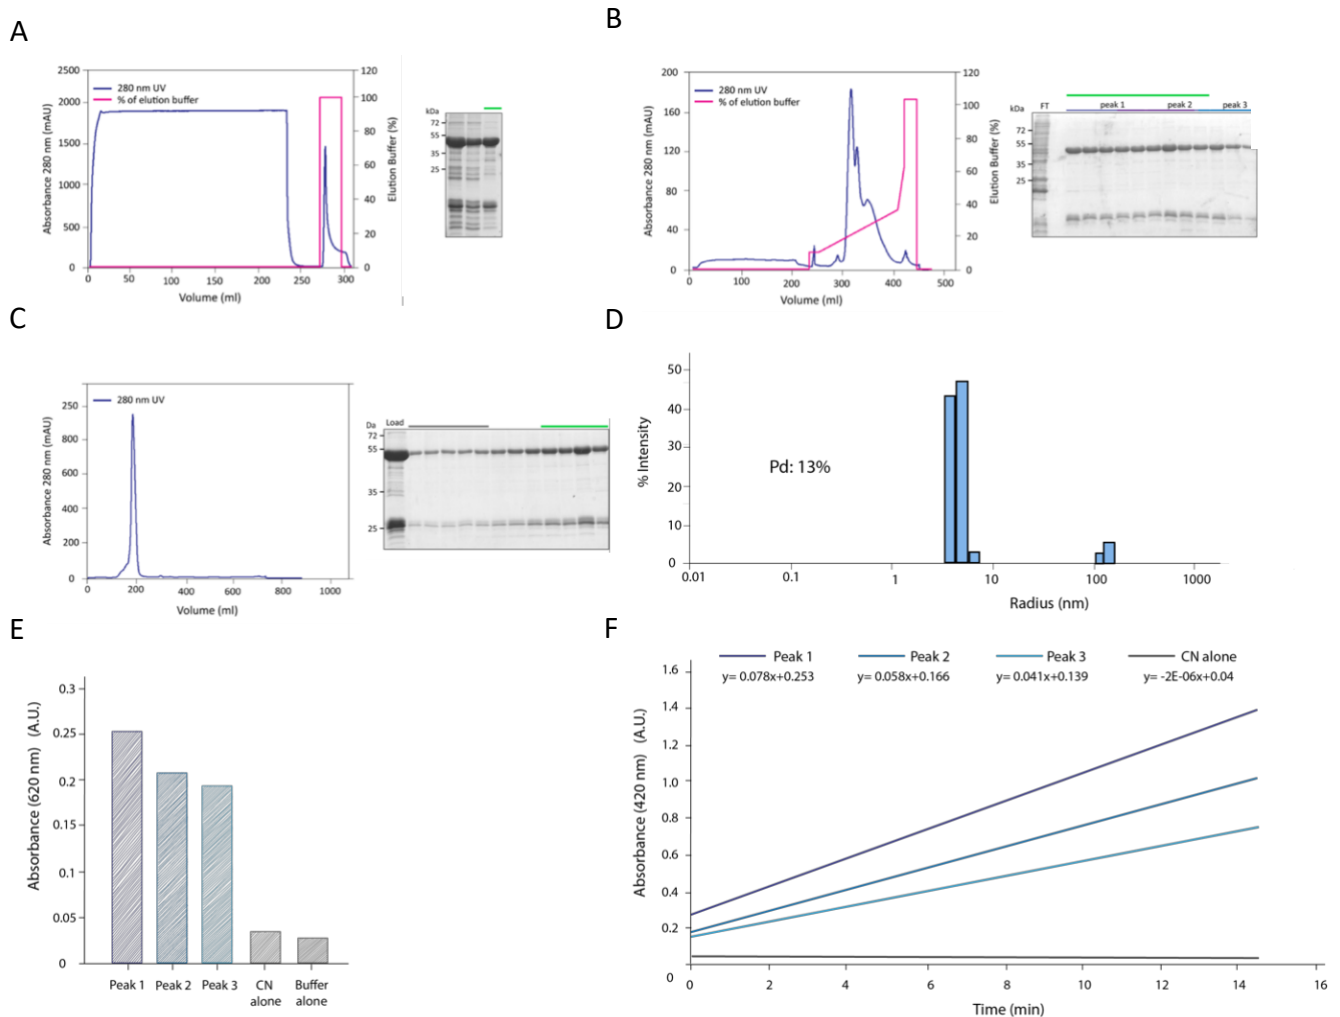 A
2500
2000
1500
1000
500
0
Absorbance 280 nm (mAU)
280 nm UV
% of elution buffer
120
100
80
60
40
20
0
Elution Buffer (%)
0 50 100 150 200 250 300
Volume (ml)
kDa
72
55
35
25
B
200
160
120
80
40
0
Absorbance 280 nm (mAU)
280 nm UV
% of elution buffer
120
100
80
60
40
20
0
Elution Buffer (%)
0 100 200 300 400 500
Volume (ml)
kDa FT peak 1 peak 2 peak 3
72
55
35
25
C
250
800
600
400
200
0
Absorbance 280 nm (mAU)
280 nm UV
0 200 400 600 800 1000
Volume (ml)
Da Load
72
55
35
25
D
50
40
30
20
10
0
% Intensity
Pd: 13%
0.01 0.1 1 10 100 1000
Radius (nm)
E
0.3
0.25
0.2
0.15
0.1
0.05
0
Absorbance (620 nm) (A.U.)
Peak 1 Peak 2 Peak 3 CN alone Buffer alone
F
Peak 1 Peak 2 Peak 3 CN alone
y= 0.078x+0.253 y= 0.058x+0.166 y= 0.041x+0.139 y= -2E-06x+0.04
1.6
1.4
1.2
1.0
0.8
0.6
0.4
0.2
0
Absorbance (420 nm) (A.U.)
0 2 4 6 8 10 12 14 16
Time (min)